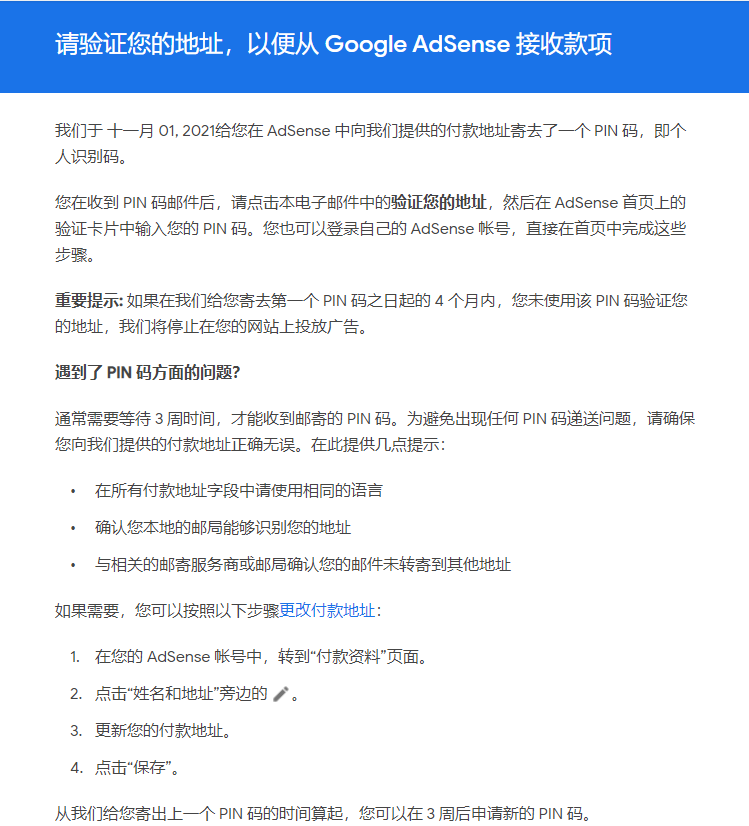 请验证您的地址，以便从 Google AdSense 接收款项
我们于 十一月 01, 2021给您在 AdSense 中向我们提供的付款地址寄去了一个 PIN 码，即个
人识别码。
您在收到 PIN 码邮件后，请点击本电子邮件中的验证您的地址，然后在 AdSense 首页上的
验证卡片中输入您的 PIN 码。您也可以登录自己的 AdSense 帐号，直接在首页中完成这些
步骤。
重要提示: 如果在我们给您寄去第一个 PIN 码之日起的 4 个月内，您未使用该 PIN 码验证您
的地址，我们将停止在您的网站上投放广告。
遇到了 PIN 码方面的问题？
通常需要等待 3 周时间，才能收到邮寄的 PIN 码。为避免出现任何 PIN 码递送问题，请确保
您向我们提供的付款地址正确无误。在此提供几点提示：
• 在所有付款地址字段中请使用相同的语言
• 确认您本地的邮局能够识别您的地址
• 与相关的邮寄服务商或邮局确认您的邮件未转寄到其他地址
如果需要，您可以按照以下步骤更改付款地址：
1. 在您的 AdSense 帐号中，转到“付款资料”页面。
2. 点击“姓名和地址”旁边的 。
3. 更新您的付款地址。
4. 点击“保存”。
从我们给您寄出上一个 PIN 码的时间算起，您可以在 3 周后申请新的 PIN 码。